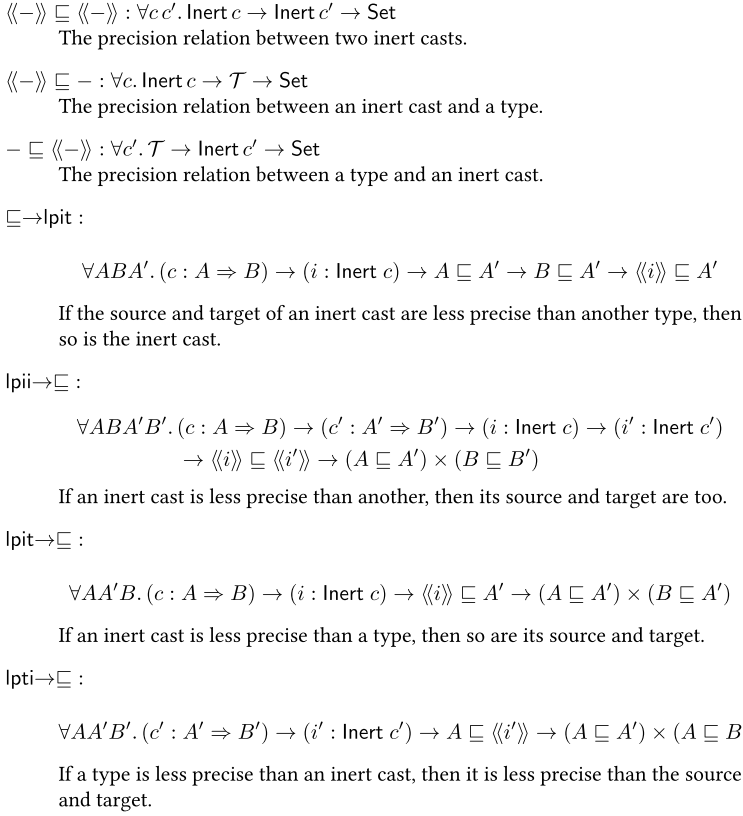 ⟪−⟫ ⊑ ⟪−⟫ : ∀c c′. Inert c → Inert c′ → Set
The precision relation between two inert casts.
⟪−⟫ ⊑ − : ∀c. Inert c → 𝒯 → Set
The precision relation between an inert cast and a type.
− ⊑ ⟪−⟫ : ∀c′. 𝒯 → Inert c′ → Set
The precision relation between a type and an inert cast.
⊑→lpit :
∀ABA′. (c : A ⇒ B) → (i : Inert c) → A ⊑ A′ → B ⊑ A′ → ⟪i⟫ ⊑ A′
If the source and target of an inert cast are less precise than another type, then
so is the inert cast.
lpii→⊑ :
∀ABA′B′. (c : A ⇒ B) → (c′ : A′ ⇒ B′) → (i : Inert c) → (i′ : Inert c′)
→ ⟪i⟫ ⊑ ⟪i′⟫ → (A ⊑ A′) × (B ⊑ B′)
If an inert cast is less precise than another, then its source and target are too.
lpit→⊑ :
∀AA′B. (c : A ⇒ B) → (i : Inert c) → ⟪i⟫ ⊑ A′ → (A ⊑ A′) × (B ⊑ A′)
If an inert cast is less precise than a type, then so are its source and target.
lpti→⊑ :
∀AA′B′. (c′ : A′ ⇒ B′) → (i′ : Inert c′) → A ⊑ ⟪i′⟫ → (A ⊑ A′) × (A ⊑ B
If a type is less precise than an inert cast, then it is less precise than the source
and target.